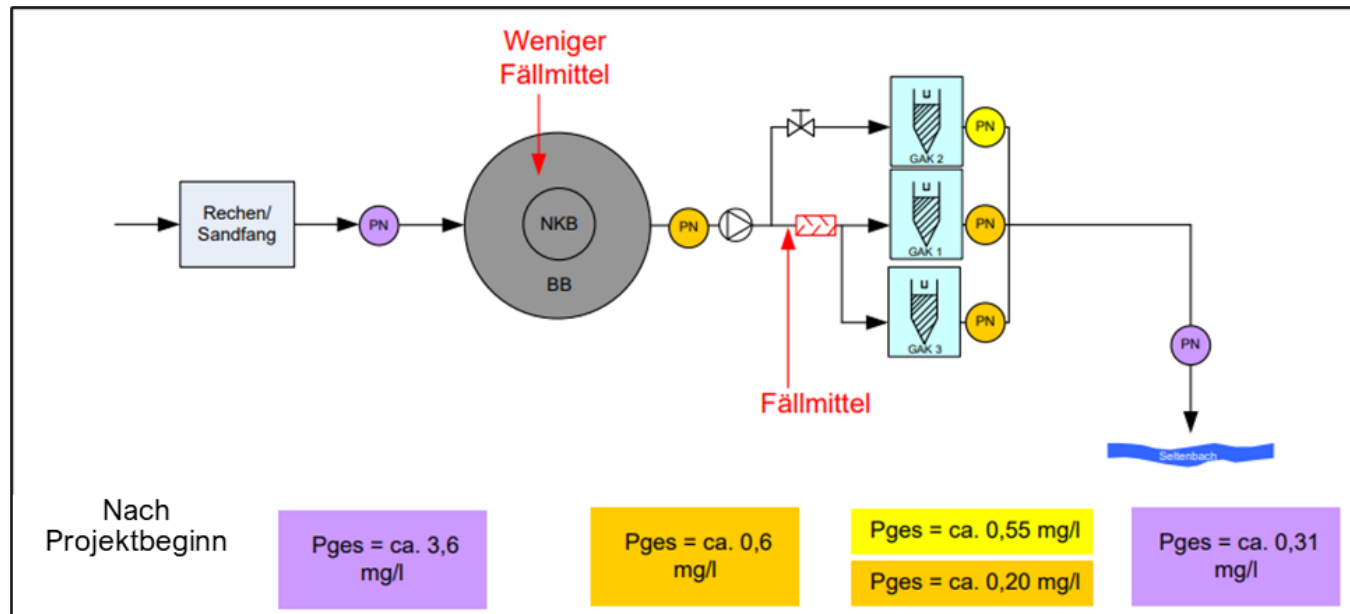 Weniger
Fällmittel
Rechen/
Sandfang
PN
NKB
BB
PN
GAK 2
PN
GAK 1
PN
GAK 3
PN
Fällmittel
PN
Seltenbach
Nach
Projektbeginn
Pges = ca. 3,6
mg/l
Pges = ca. 0,6
mg/l
Pges = ca. 0,55 mg/l
Pges = ca. 0,20 mg/l
Pges = ca. 0,31
mg/l